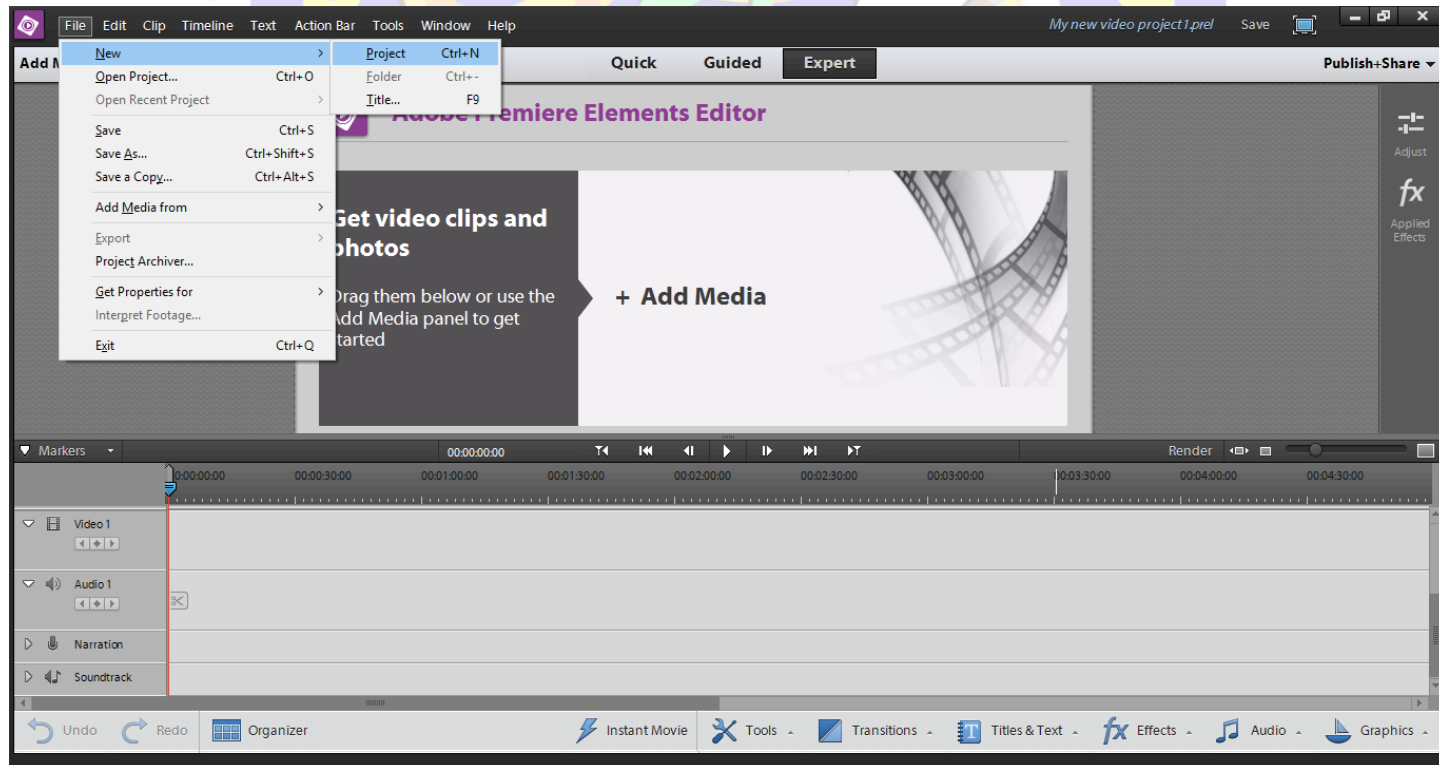 File Edit Clip Timeline Text Action Bar Tools Window Help
My new video project1.prel Save
Add
Quick Guided Expert
Publish+Share
New
Open Project... Ctrl+O
Open Recent Project
Save Ctrl+S
Save As... Ctrl+Shift+S
Save a Copy... Ctrl+Alt+S
Add Media from
Export
Project Archiver...
Get Properties for
Interpret Footage...
Exit Ctrl+Q
Project Ctrl+N
Folder Ctrl+-
Title... F9
Adobe Premiere Elements Editor
Get video clips and
photos
Drag them below or use the
Add Media panel to get
started
+ Add Media
Adjust
fx
Applied
Effects
Markers 00:00:00:00 Render
0:00:00:00 00:00:30:00 00:01:00:00 00:01:30:00 00:02:00:00 00:02:30:00 00:03:00:00 00:03:30:00 00:04:00:00 00:04:30:00
Video 1
Audio 1
Narration
Soundtrack
Undo Redo Organizer Instant Movie Tools Transitions T Titles & Text fx Effects Audio Graphics